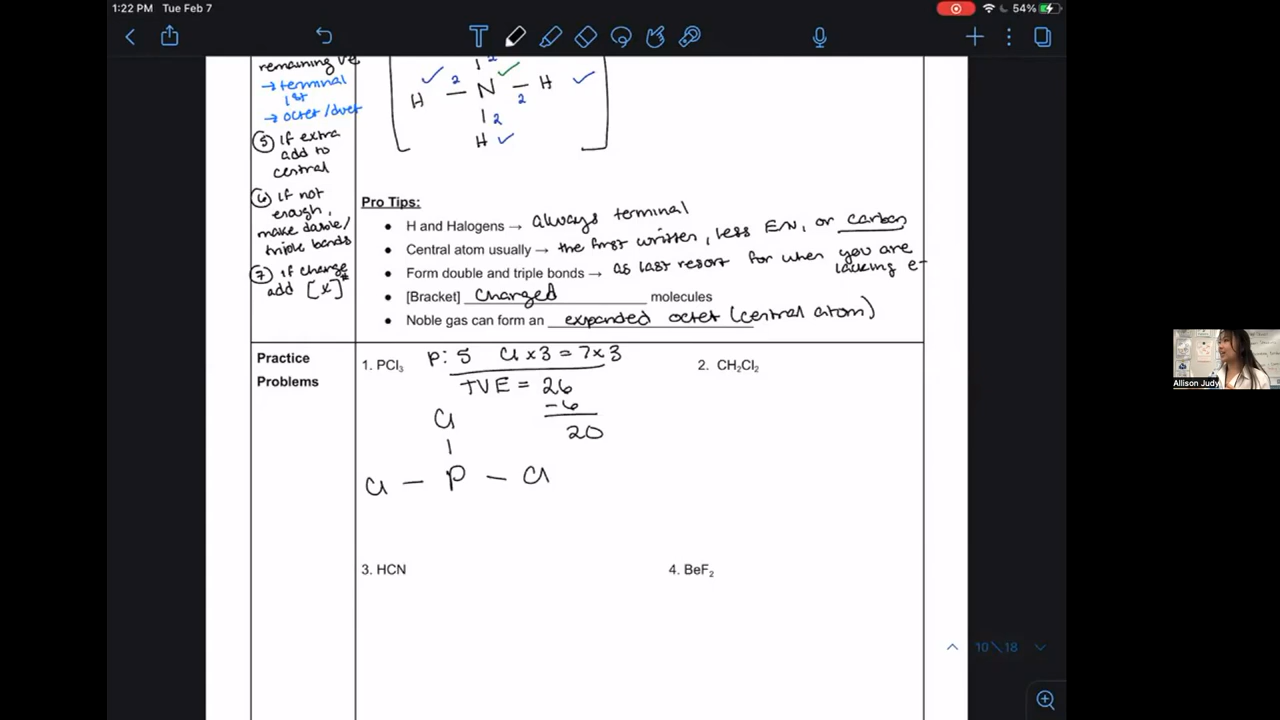 1:22 PM Tue Feb 7
54%
remaining ve
→ terminal
1st
→ octet/duet
⑤ If extra
add to
central
⑥ if not
enough,
make double/
triple bonds
⑦ if charge
add [x]*
2
2 N H
H 2
2
H
Pro Tips:
• H and Halogens → always terminal
• Central atom usually → the first written, less EN, or carbon
• Form double and triple bonds → as last resort for when you are
lacking e-
• [Bracket] charged molecules
• Noble gas can form an expanded octet (central atom)
Practice
Problems
1. PCl₃ P: 5 Cl x 3 = 7 x 3
TVE = 26
-6
20
Cl
Cl — P — Cl
2. CH₂Cl₂
3. HCN
4. BeF₂
10\18
Allison Judy